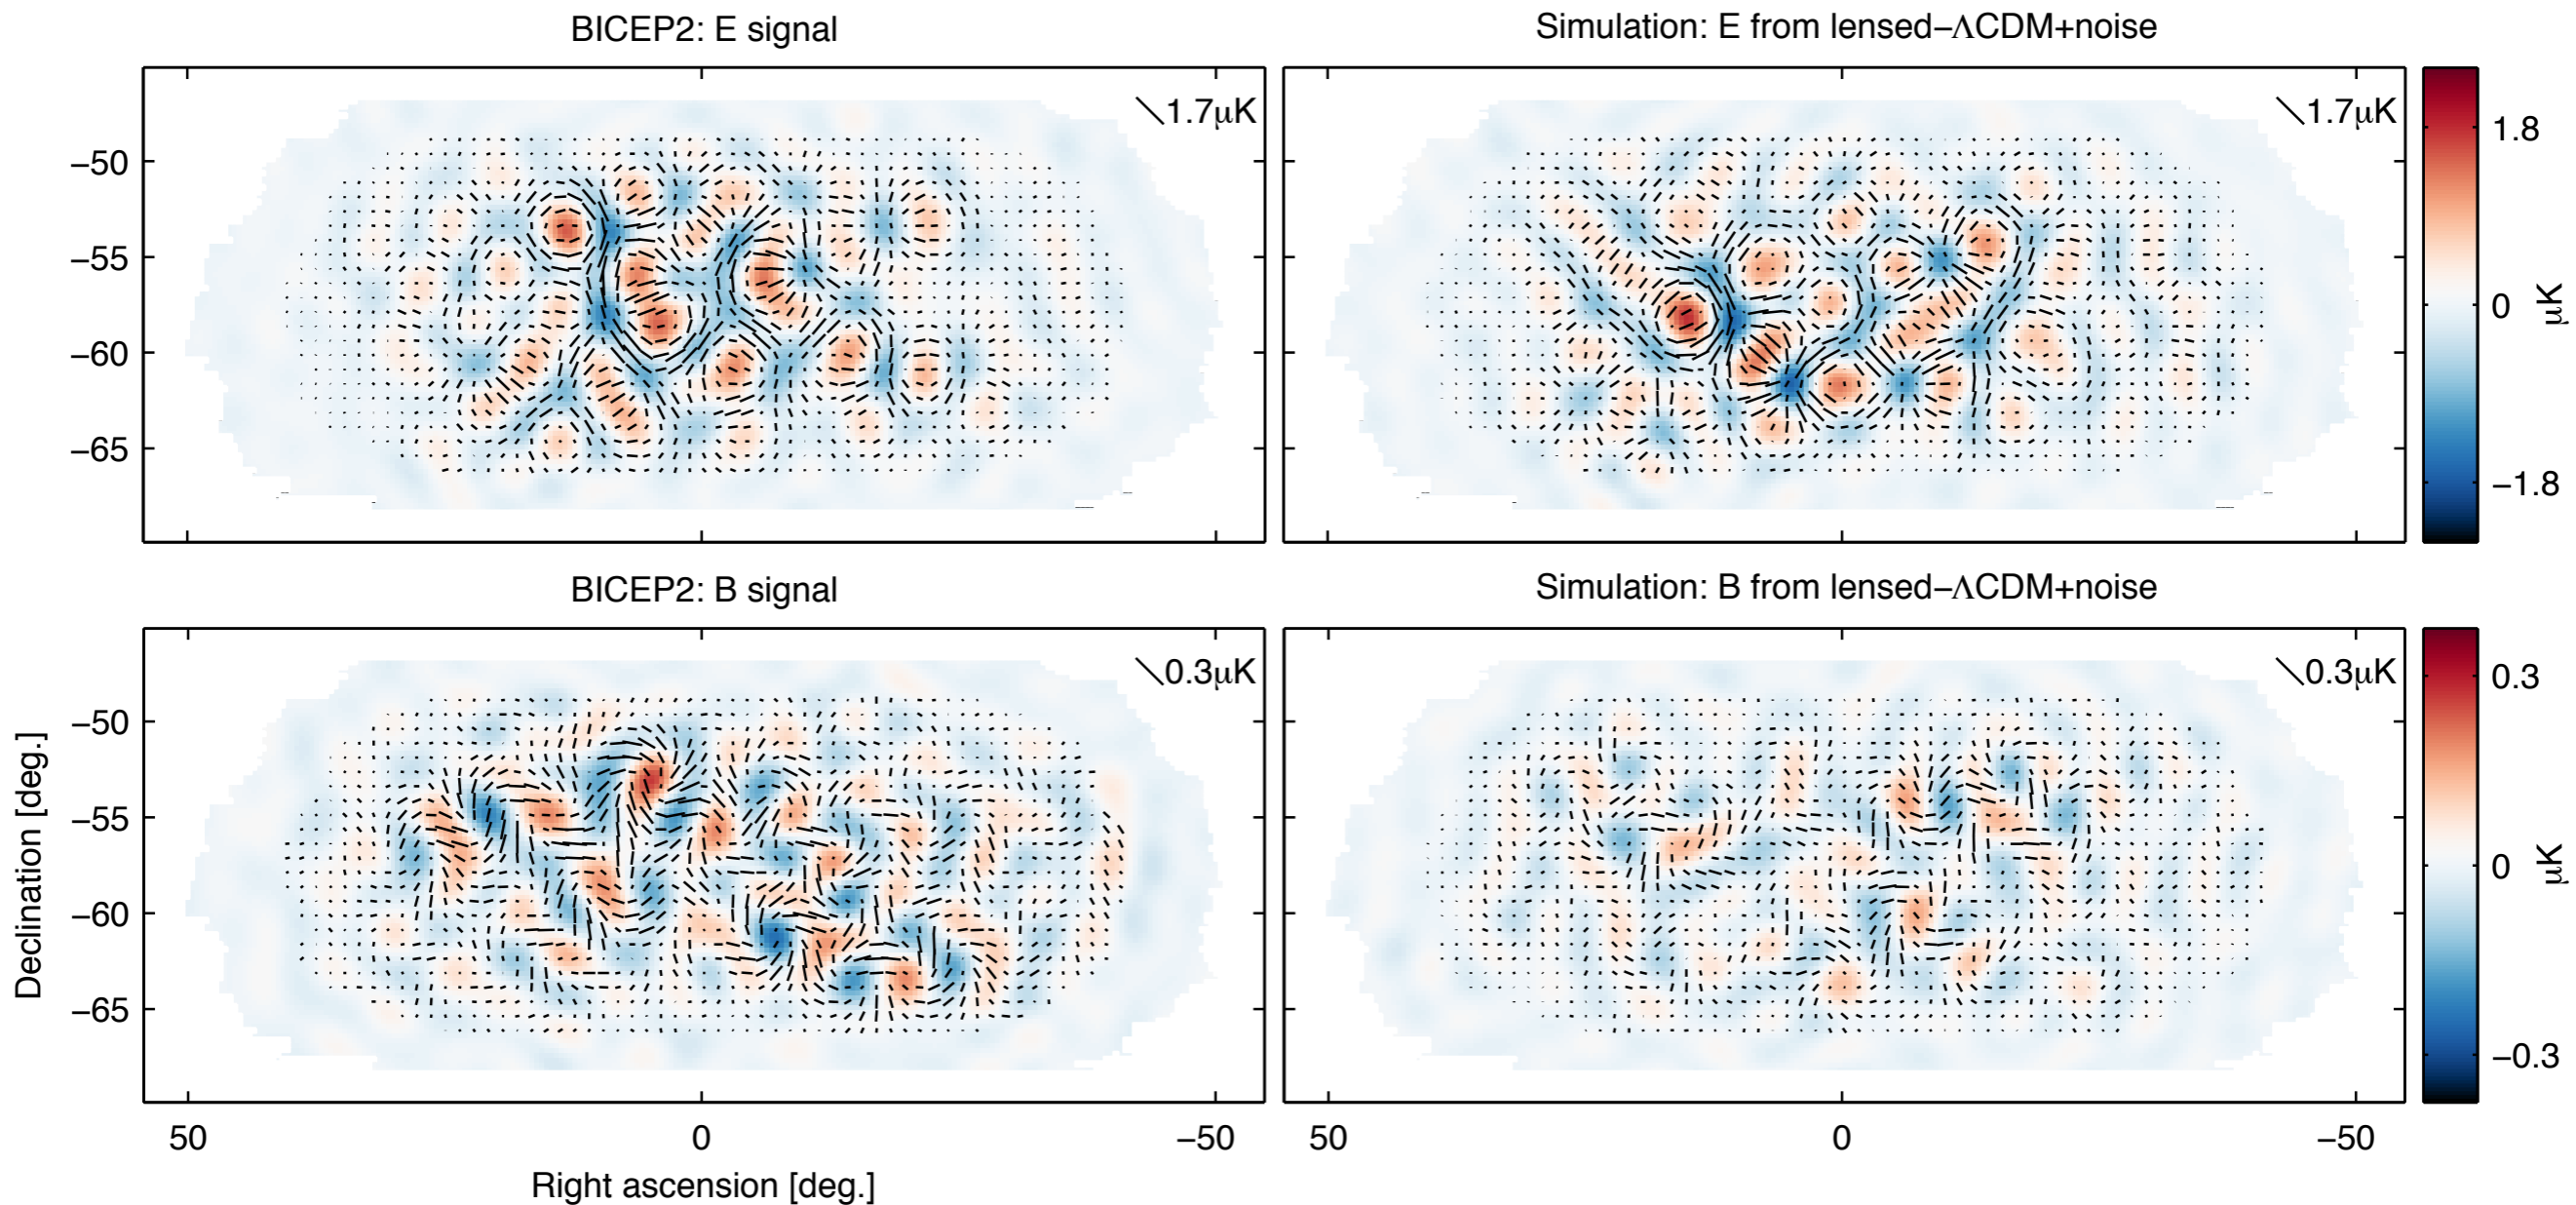 BICEP2: E signal
Simulation: E from lensed−ΛCDM+noise
1.7μK
1.7μK
−50
−55
−60
−65
1.8
0
−1.8
μK
BICEP2: B signal
Simulation: B from lensed−ΛCDM+noise
0.3μK
0.3μK
−50
−55
−60
−65
Declination [deg.]
0.3
0
−0.3
μK
50
0
−50
50
0
−50
Right ascension [deg.]